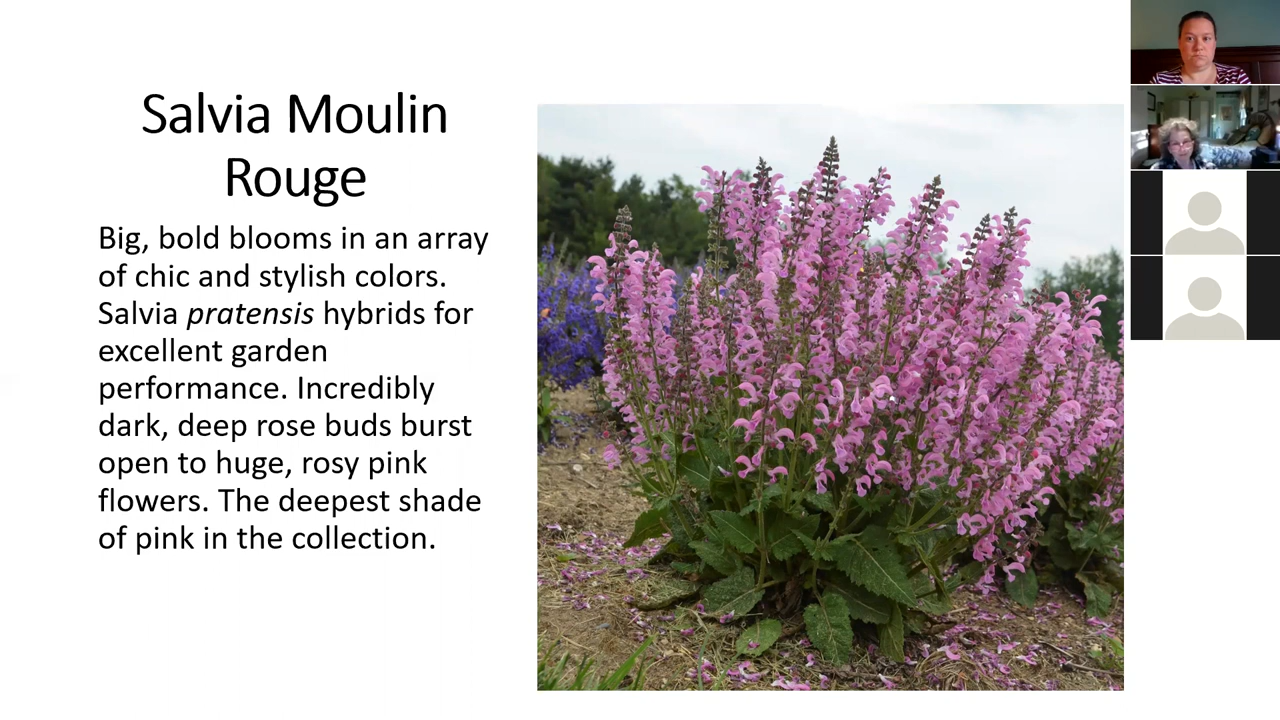 Salvia Moulin
Rouge
Big, bold blooms in an array
of chic and stylish colors.
Salvia pratensis hybrids for
excellent garden
performance. Incredibly
dark, deep rose buds burst
open to huge, rosy pink
flowers. The deepest shade
of pink in the collection.